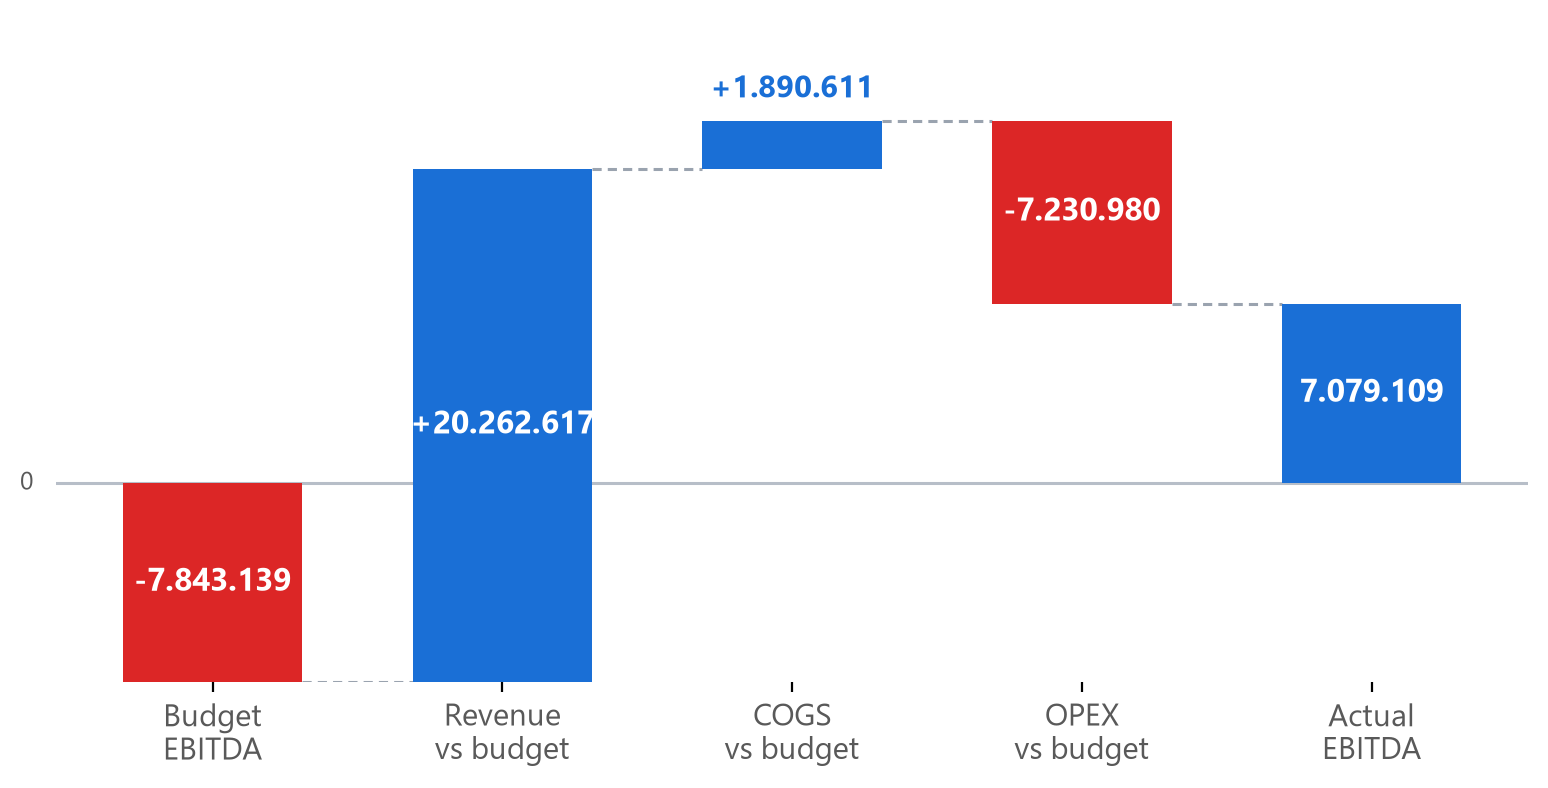 +1.890.611
-7.230.980
7.079.109
+20.262.617
0
-7.843.139
Budget
EBITDA
Revenue
vs budget
COGS
vs budget
OPEX
vs budget
Actual
EBITDA